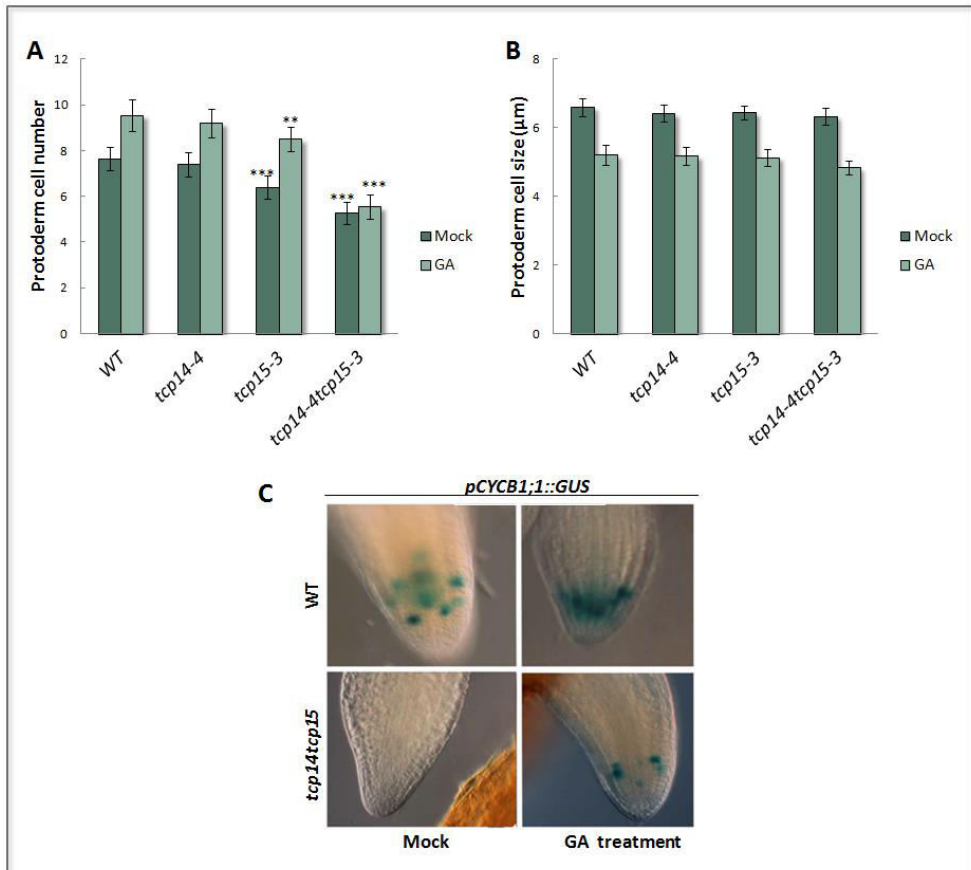 A
Protoderm cell number
12
10
8
6
4
2
0
***
**
***
***
Mock
GA
WT
tcp14-4
tcp15-3
tcp14-4tcp15-3
B
Protoderm cell size (μm)
8
6
4
2
0
Mock
GA
WT
tcp14-4
tcp15-3
tcp14-4tcp15-3
C
pCYCB1;1::GUS
WT
tcp14tcp15
Mock
GA treatment